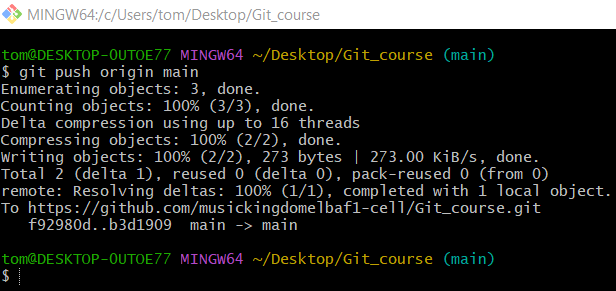 MINGW64:/c/Users/tom/Desktop/Git_course
tom@DESKTOP-OUTOE77 MINGW64 ~/Desktop/Git_course (main)
$ git push origin main
Enumerating objects: 3, done.
Counting objects: 100% (3/3), done.
Delta compression using up to 16 threads
Compressing objects: 100% (2/2), done.
Writing objects: 100% (2/2), 273 bytes | 273.00 KiB/s, done.
Total 2 (delta 1), reused 0 (delta 0), pack-reused 0 (from 0)
remote: Resolving deltas: 100% (1/1), completed with 1 local object.
To https://github.com/musickingdomelbaf1-cell/Git_course.git
   f92980d..b3d1909  main -> main
tom@DESKTOP-OUTOE77 MINGW64 ~/Desktop/Git_course (main)
$